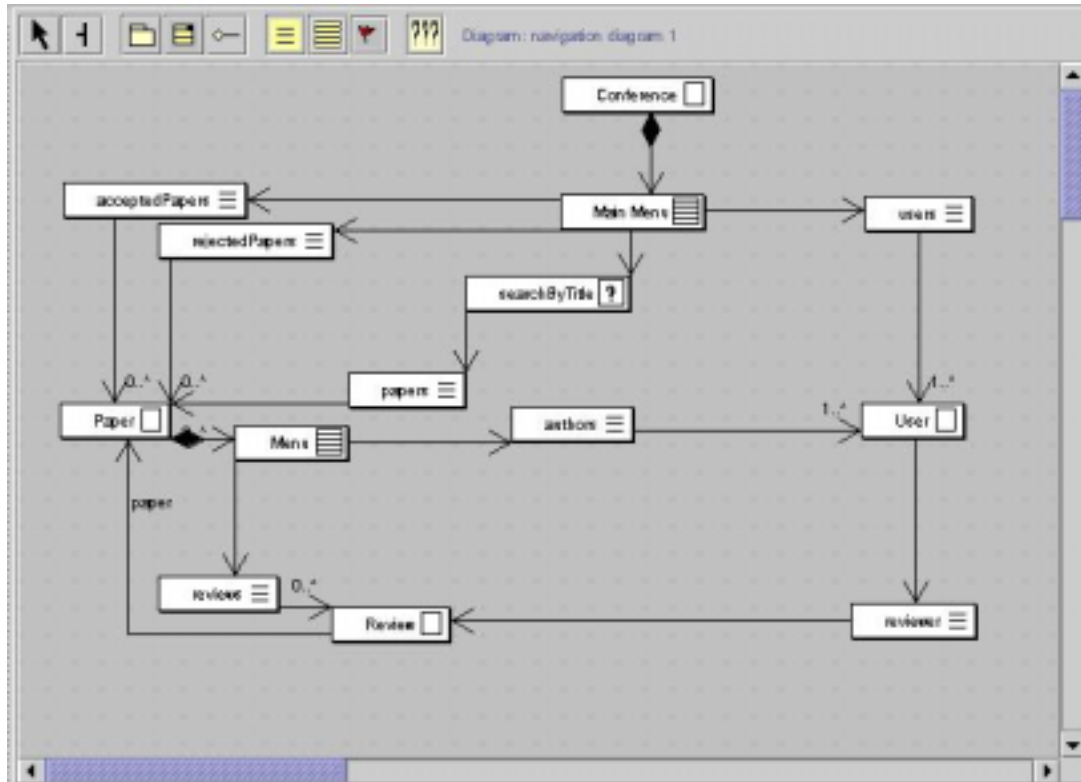 ??? Diagram: navigation diagram 1
Conference
acceptedPapers
Main Menu
users
rejectedPapers
searchByTitle ?
papers
0..*
0..*
1..*
Paper
Menu
authors
1..*
User
paper
reviews
0..*
Review
reviewer